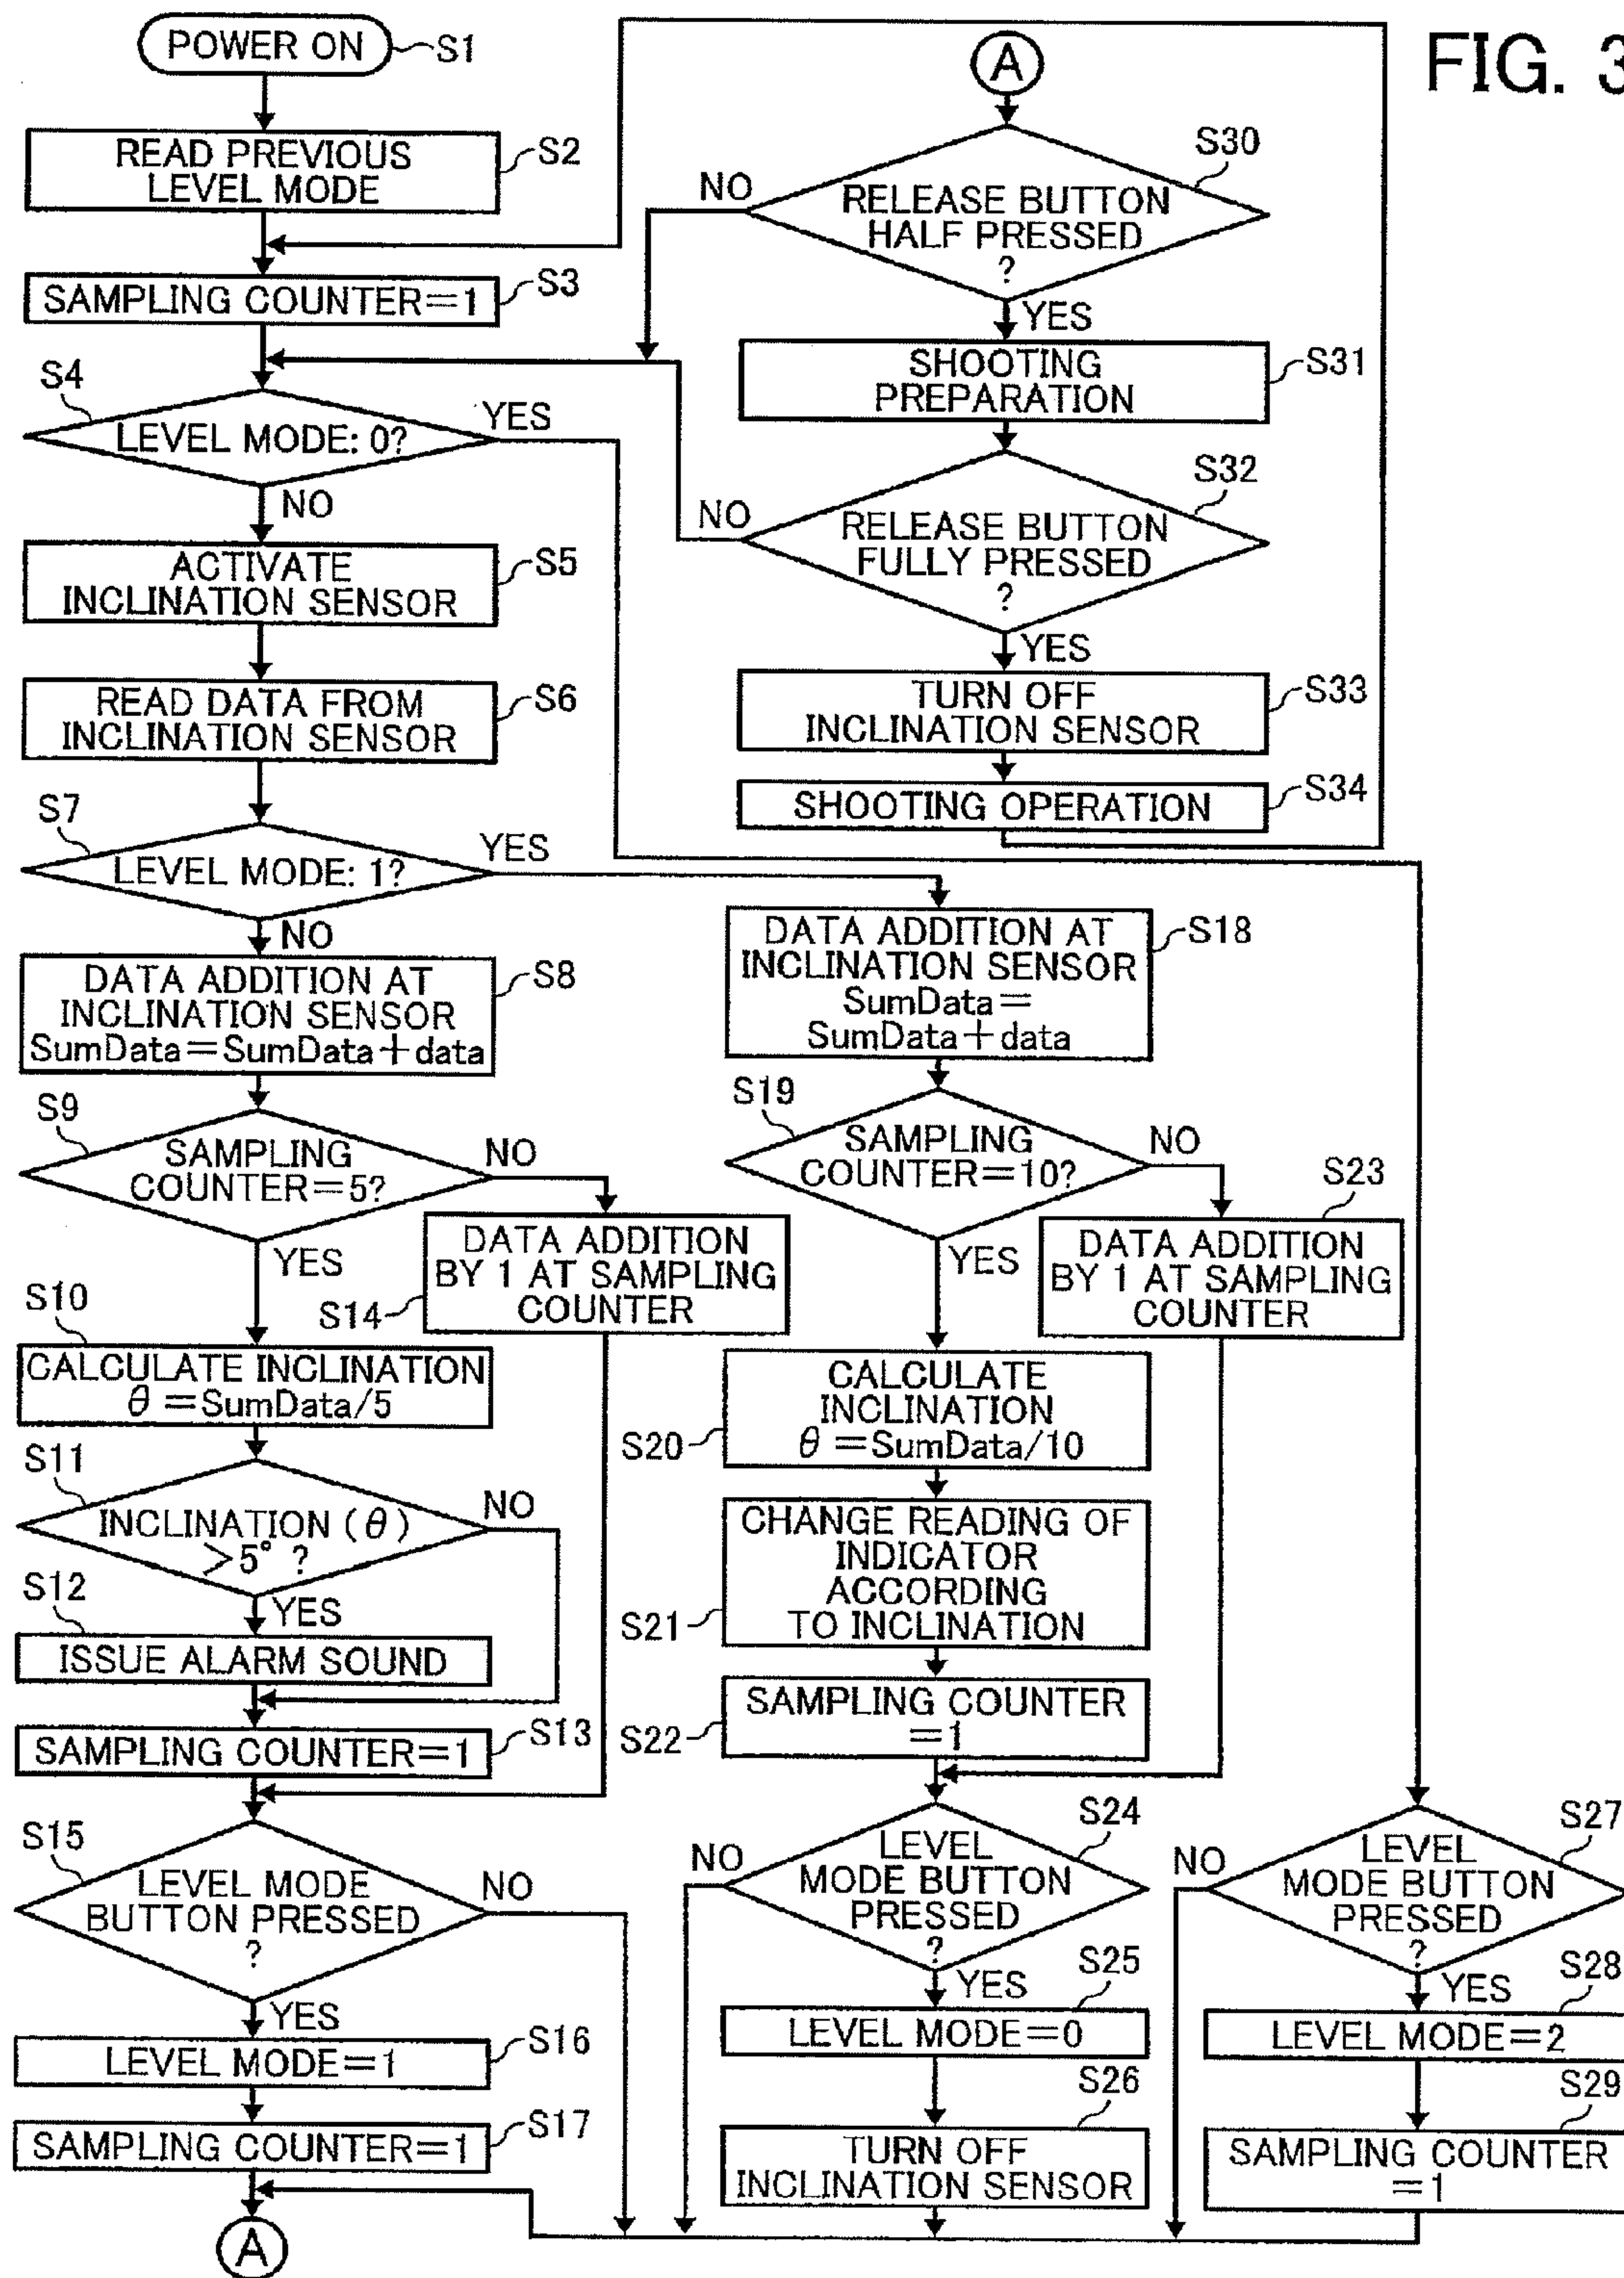 FIG. 3
POWER ON
S1
READ PREVIOUS
LEVEL MODE
S2
SAMPLING COUNTER=1
S3
S4
LEVEL MODE: 0?
YES
NO
ACTIVATE
INCLINATION SENSOR
S5
READ DATA FROM
INCLINATION SENSOR
S6
S7
LEVEL MODE: 1?
YES
NO
DATA ADDITION AT
INCLINATION SENSOR
SumData=SumData+data
S8
S9
SAMPLING
COUNTER=5?
NO
YES
DATA ADDITION
BY 1 AT SAMPLING
COUNTER
S14
S10
CALCULATE INCLINATION
θ=SumData/5
S11
INCLINATION (θ)
>5° ?
NO
YES
S12
ISSUE ALARM SOUND
SAMPLING COUNTER=1
S13
S15
LEVEL MODE
BUTTON PRESSED
?
NO
YES
LEVEL MODE=1
S16
SAMPLING COUNTER=1
S17
A
A
S30
RELEASE BUTTON
HALF PRESSED
?
NO
YES
SHOOTING
PREPARATION
S31
S32
RELEASE BUTTON
FULLY PRESSED
?
NO
YES
TURN OFF
INCLINATION SENSOR
S33
SHOOTING OPERATION
S34
DATA ADDITION AT
INCLINATION SENSOR
SumData=
SumData+data
S18
S19
SAMPLING
COUNTER=10?
NO
YES
S23
DATA ADDITION
BY 1 AT SAMPLING
COUNTER
CALCULATE
INCLINATION
θ=SumData/10
S20
CHANGE READING OF
INDICATOR
ACCORDING
TO INCLINATION
S21
SAMPLING COUNTER
=1
S22
S24
LEVEL
MODE BUTTON
PRESSED
?
NO
YES
S25
LEVEL MODE=0
S26
TURN OFF
INCLINATION SENSOR
S27
LEVEL
MODE BUTTON
PRESSED
?
NO
YES
S28
LEVEL MODE=2
S29
SAMPLING COUNTER
=1